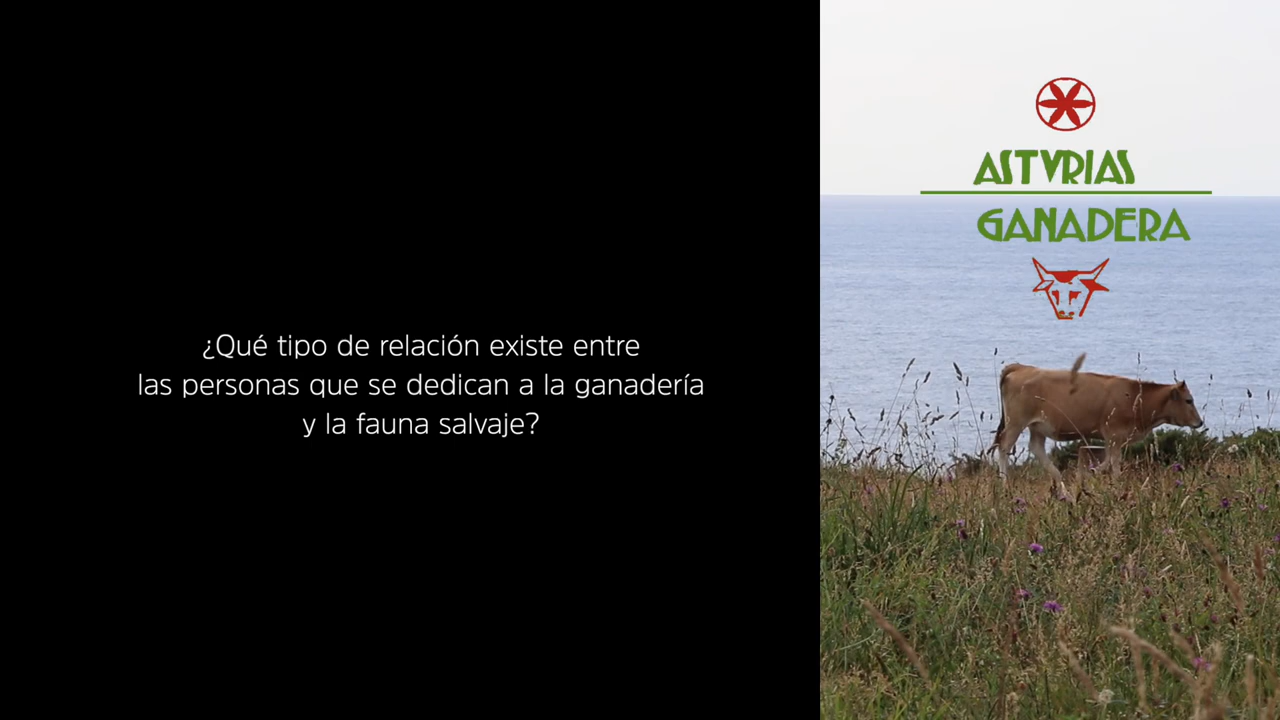 ¿Qué tipo de relación existe entre
las personas que se dedican a la ganadería
y la fauna salvaje?
ASTVRIAS
GANADERA